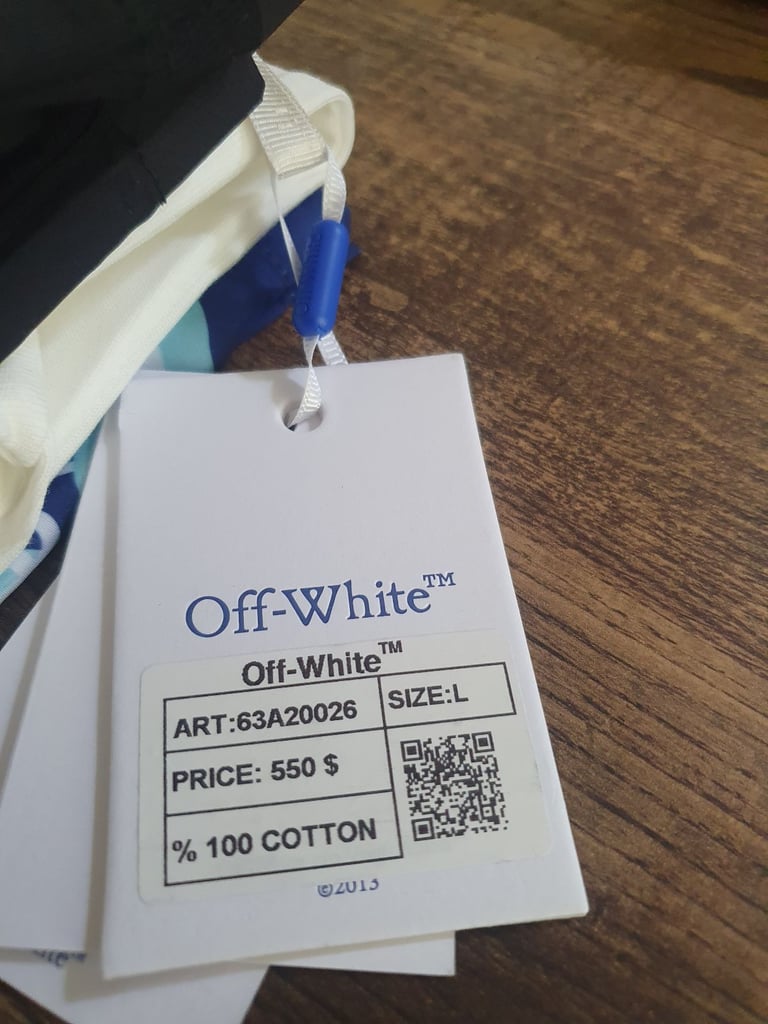 Off-White™
Off-White™
ART:63A20026
SIZE:L
PRICE: 550 $
% 100 COTTON
©2013